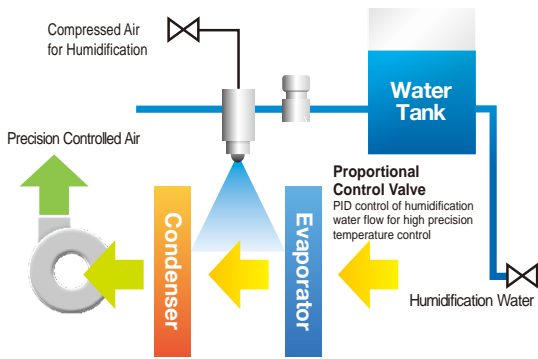 Compressed Air
for Humidification
Water
Tank
Precision Controlled Air
Proportional
Control Valve
PID control of humidification
water flow for high precision
temperature control
Condenser
Evaporator
Humidification Water